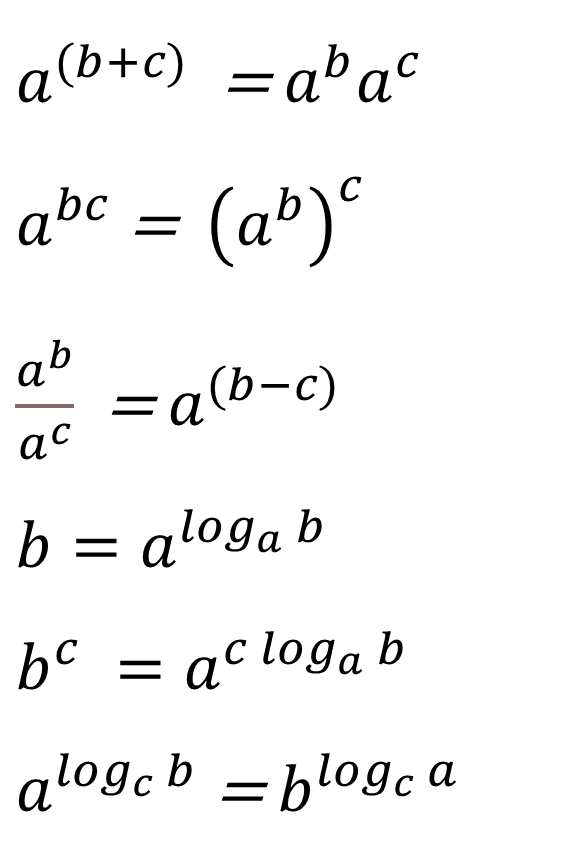 a^(b+c) = a^b a^c
a^bc = (a^b)^c
a^b / a^c = a^(b−c)
b = a^(log_a b)
b^c = a^(c log_a b)
a^(log_c b) = b^(log_c a)